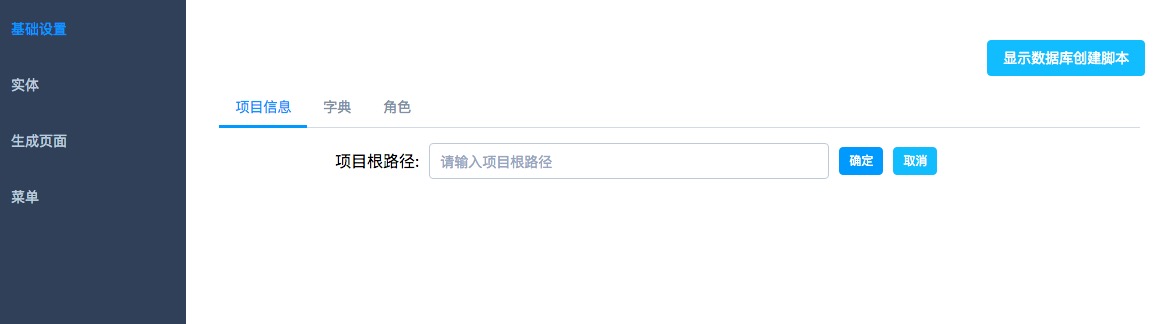 基础设置
实体
生成页面
菜单
显示数据库创建脚本
项目信息 字典 角色
项目根路径: 请输入项目根路径 确定 取消